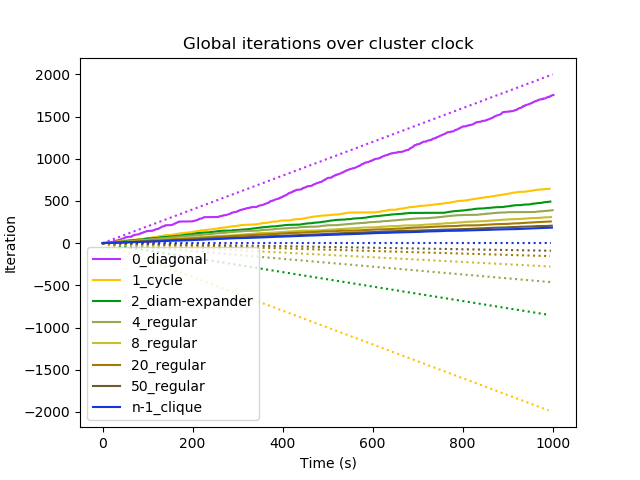 Global iterations over cluster clock
Iteration
2000
1500
1000
500
0
−500
−1000
−1500
−2000
0_diagonal
1_cycle
2_diam-expander
4_regular
8_regular
20_regular
50_regular
n-1_clique
0 200 400 600 800 1000
Time (s)